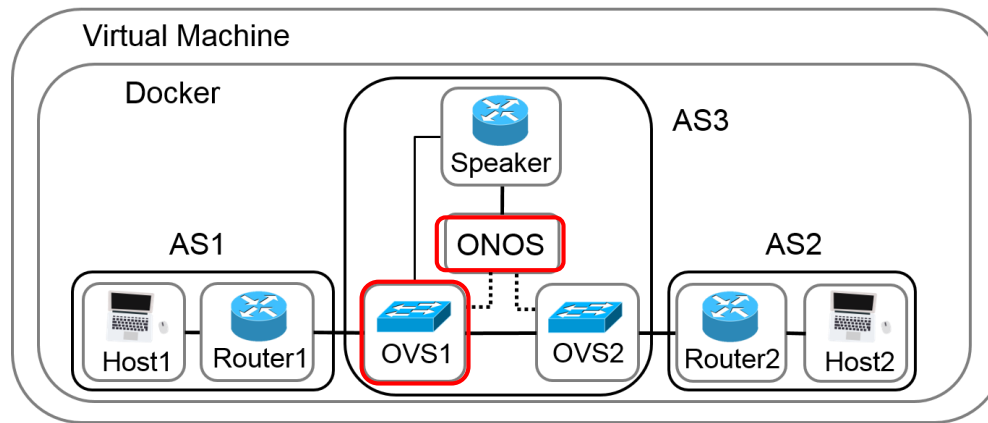 Virtual Machine
Docker
AS3
Speaker
ONOS
AS1
AS2
Host1
Router1
OVS1
OVS2
Router2
Host2